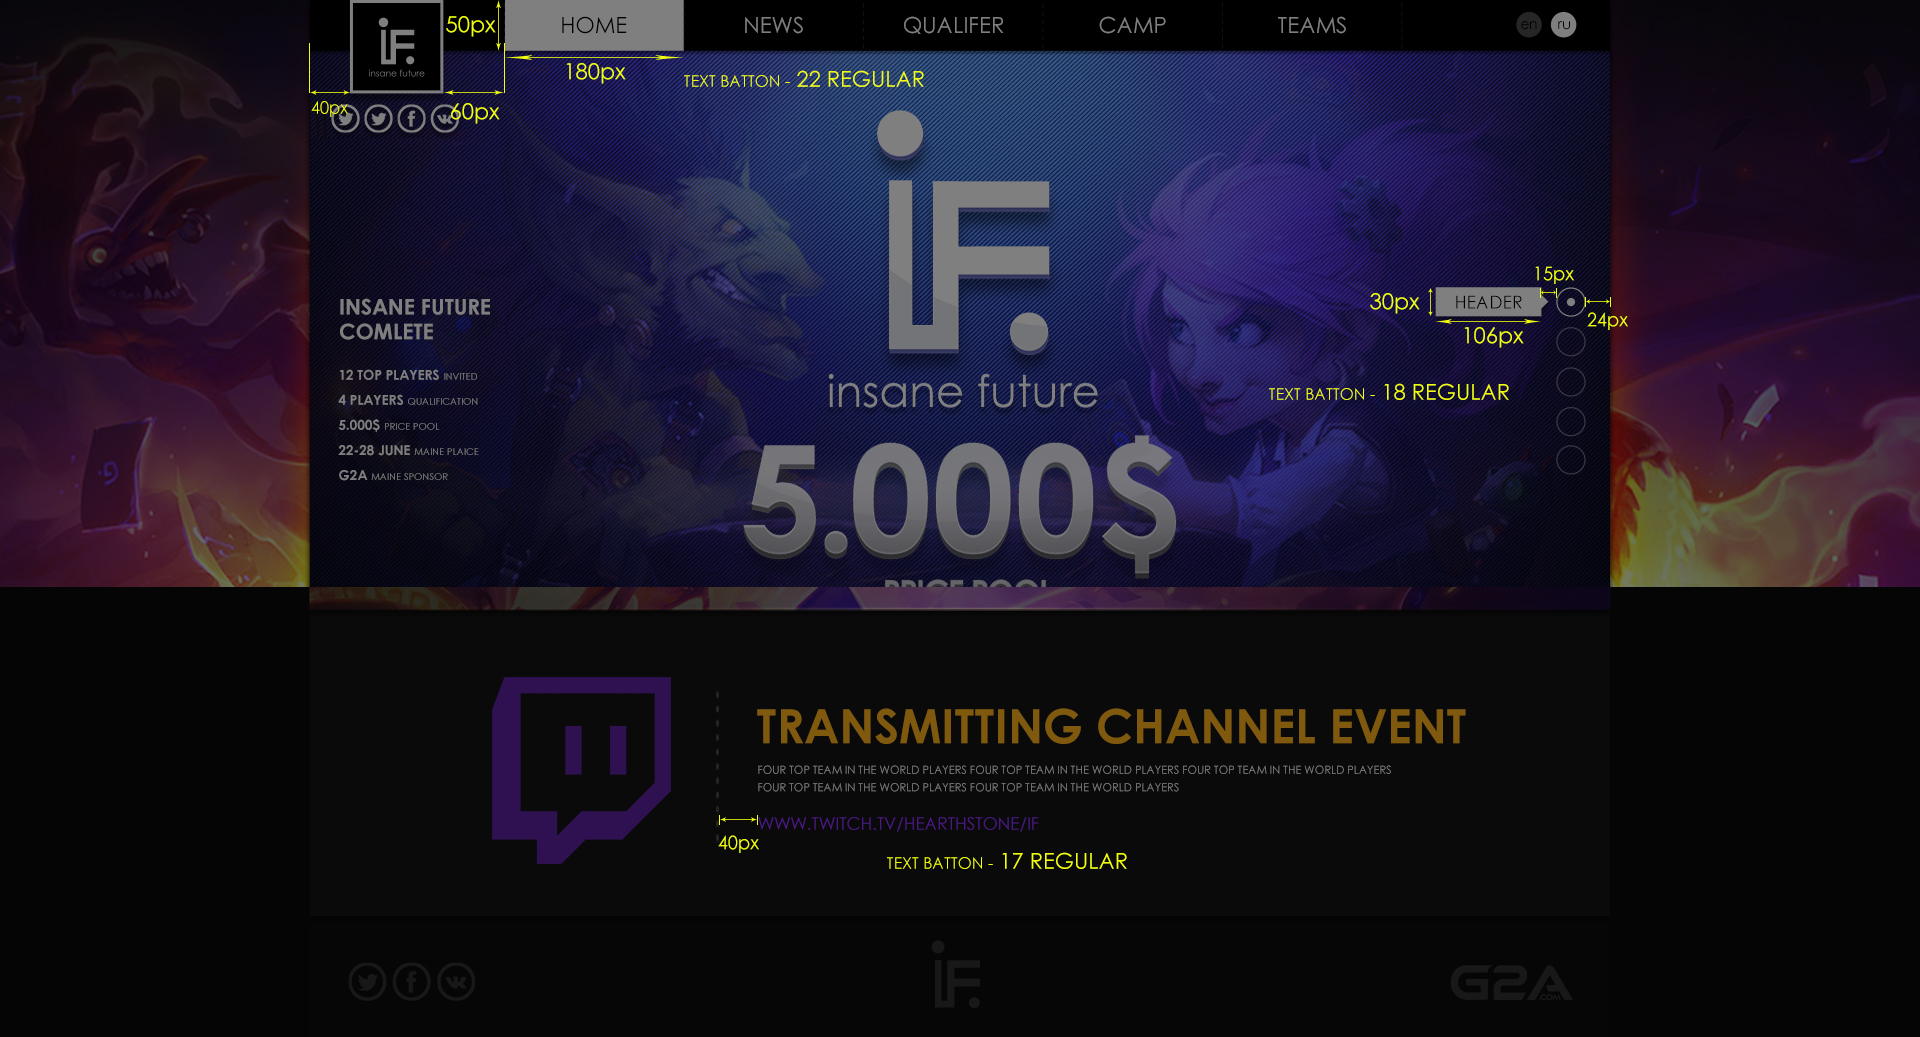 HOME
NEWS
QUALIFER
CAMP
TEAMS
en
ru
iF.
insane future
50px
180px
40px
60px
TEXT BATTON - 22 REGULAR
iF.
insane future
5.000$
PRICE POOL
INSANE FUTURE
COMLETE
12 TOP PLAYERS INVITED
4 PLAYERS QUALIFICATION
5.000$ PRICE POOL
22-28 JUNE MAINE PLAICE
G2A MAINE SPONSOR
15px
30px
HEADER
24px
106px
TEXT BATTON - 18 REGULAR
TRANSMITTING CHANNEL EVENT
FOUR TOP TEAM IN THE WORLD PLAYERS FOUR TOP TEAM IN THE WORLD PLAYERS FOUR TOP TEAM IN THE WORLD PLAYERS
FOUR TOP TEAM IN THE WORLD PLAYERS FOUR TOP TEAM IN THE WORLD PLAYERS
WWW.TWITCH.TV/HEARTHSTONE/IF
40px
TEXT BATTON - 17 REGULAR
iF.
G2A
.COM